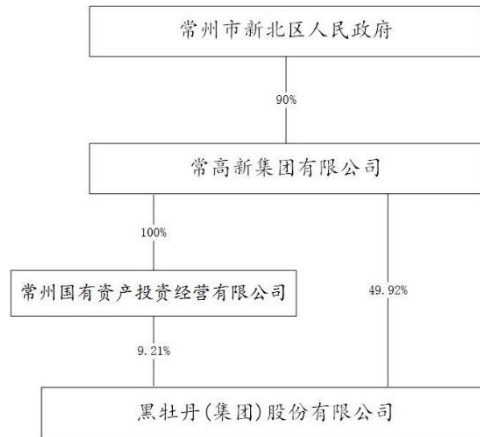 常州市新北区人民政府
90%
常高新集团有限公司
100%
49.92%
常州国有资产投资经营有限公司
9.21%
黑牡丹(集团)股份有限公司